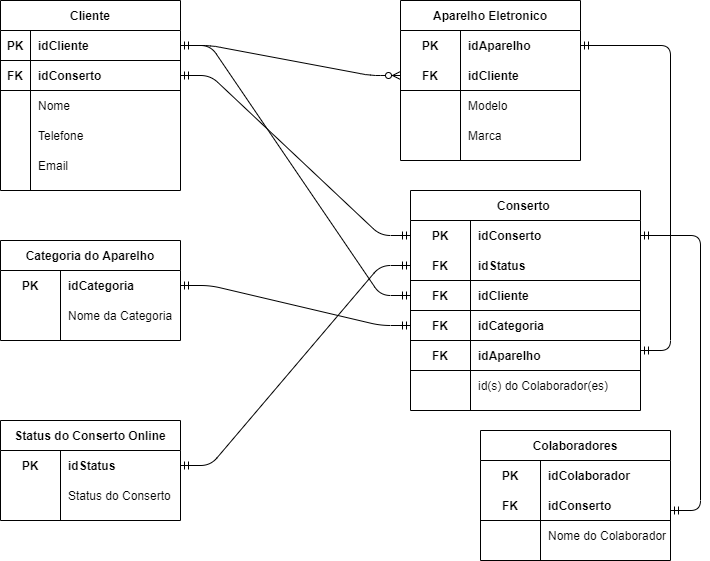 Cliente
PK idCliente
FK idConserto
Nome
Telefone
Email
Aparelho Eletronico
PK idAparelho
FK idCliente
Modelo
Marca
Conserto
PK idConserto
FK idStatus
FK idCliente
FK idCategoria
FK idAparelho
id(s) do Colaborador(es)
Categoria do Aparelho
PK idCategoria
Nome da Categoria
Status do Conserto Online
PK idStatus
Status do Conserto
Colaboradores
PK idColaborador
FK idConserto
Nome do Colaborador